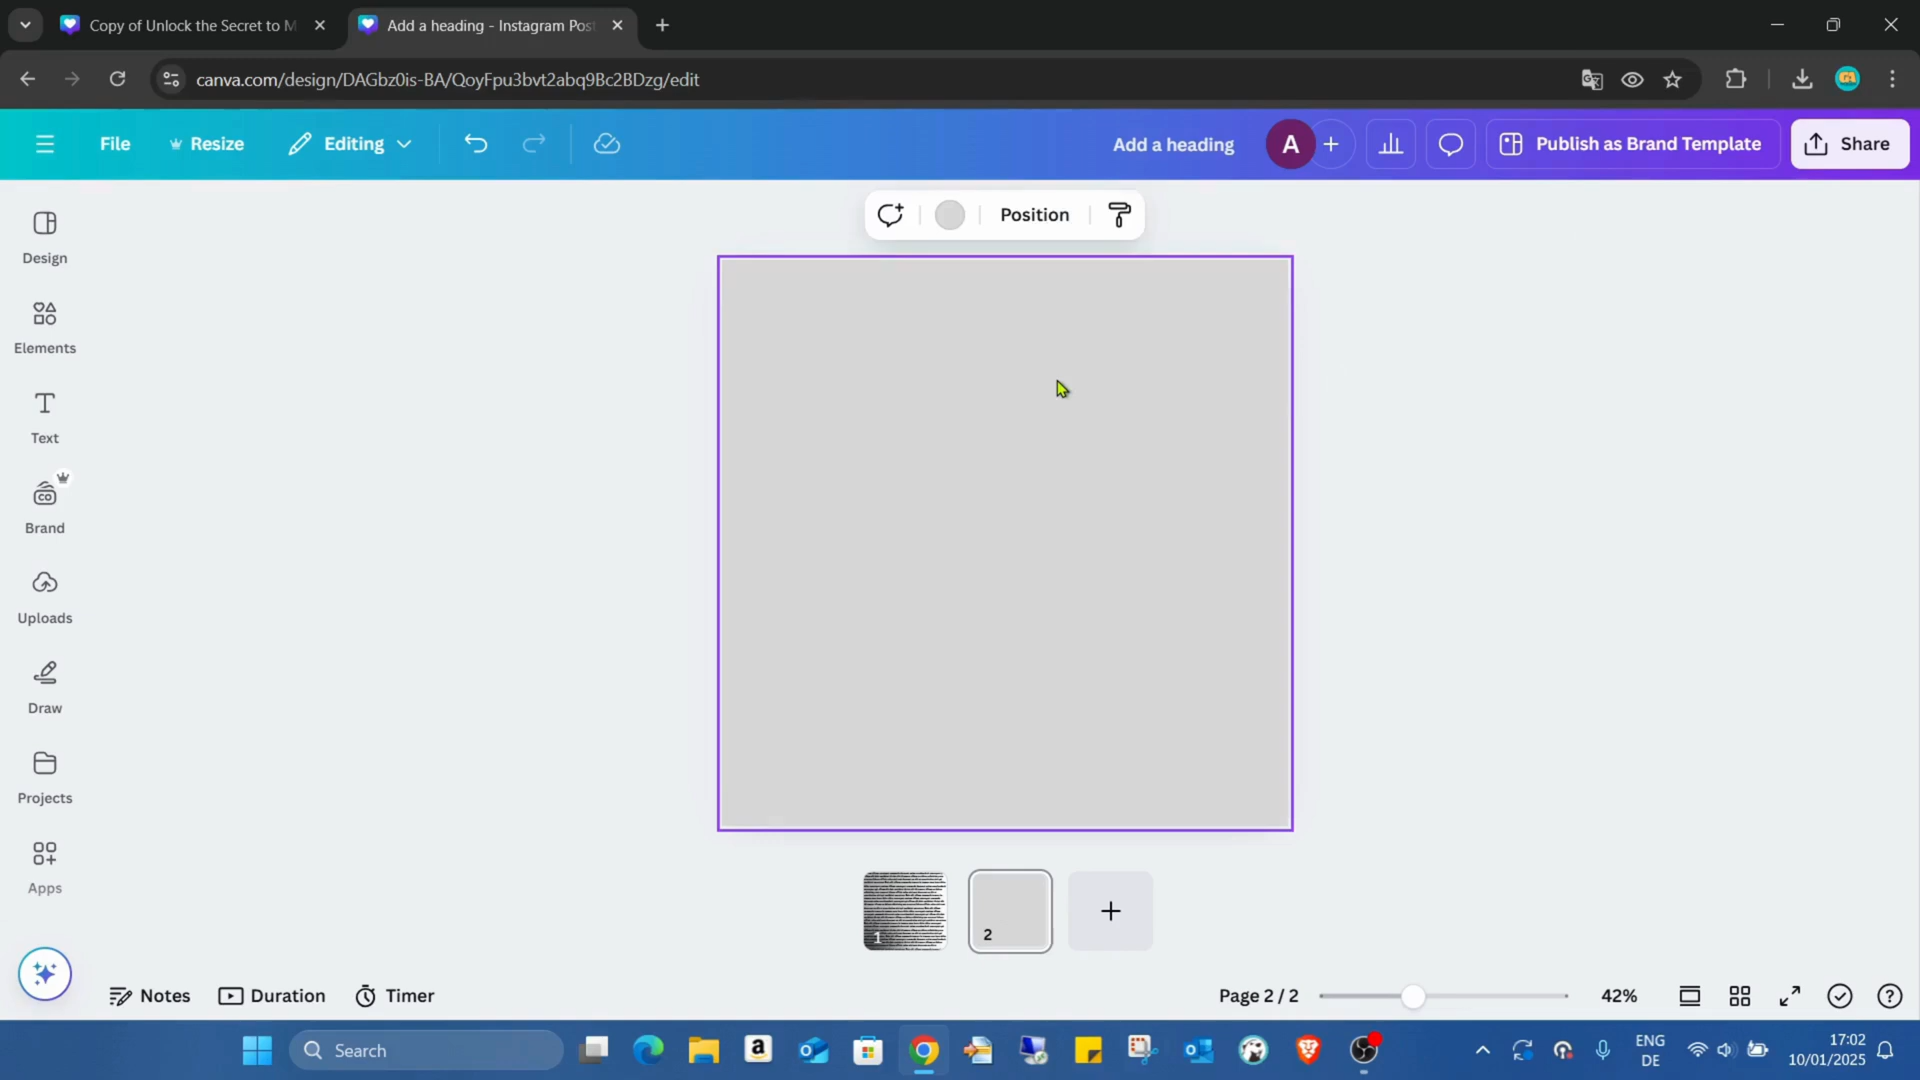 Copy of Unlock the Secret to M
Add a heading - Instagram Post
canva.com/design/DAGbz0is-BA/QoyFpu3bvt2abq9Bc2BDzg/edit
File
Resize
Editing
Add a heading
A
Publish as Brand Template
Share
Position
Design
Elements
Text
CO
Brand
Uploads
Draw
Projects
Apps
1
2
Notes
Duration
Timer
Page 2 / 2
42%
Search
ENG
DE
17:02
10/01/2025